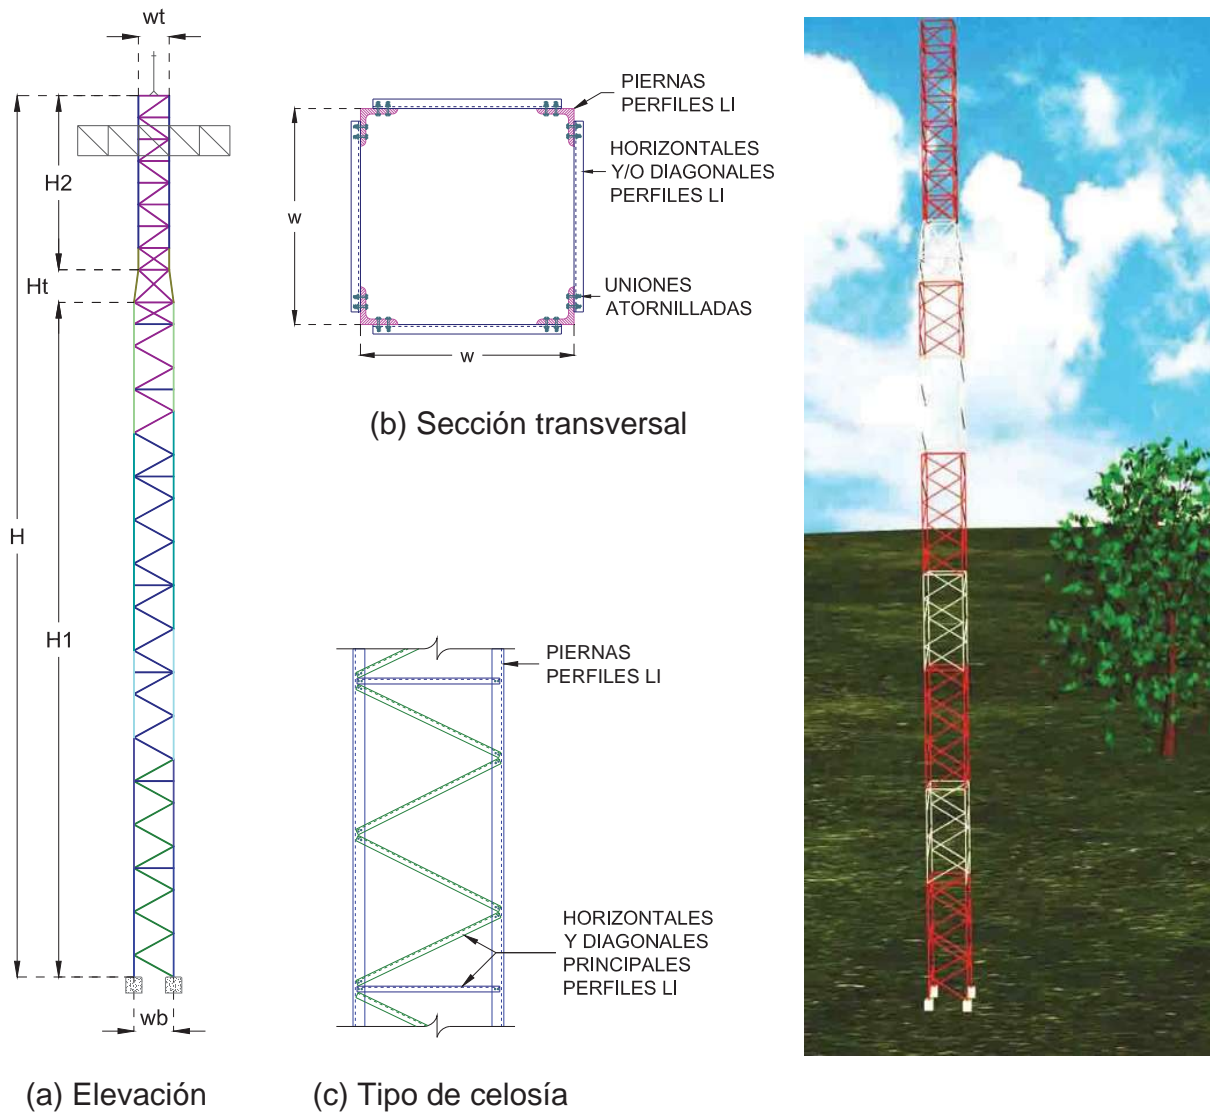 wt
H2
Ht
H
H1
wb
(a) Elevación
w
w
PIERNAS
PERFILES LI
HORIZONTALES
Y/O DIAGONALES
PERFILES LI
UNIONES
ATORNILLADAS
(b) Sección transversal
PIERNAS
PERFILES LI
HORIZONTALES
Y DIAGONALES
PRINCIPALES
PERFILES LI
(c) Tipo de celosía